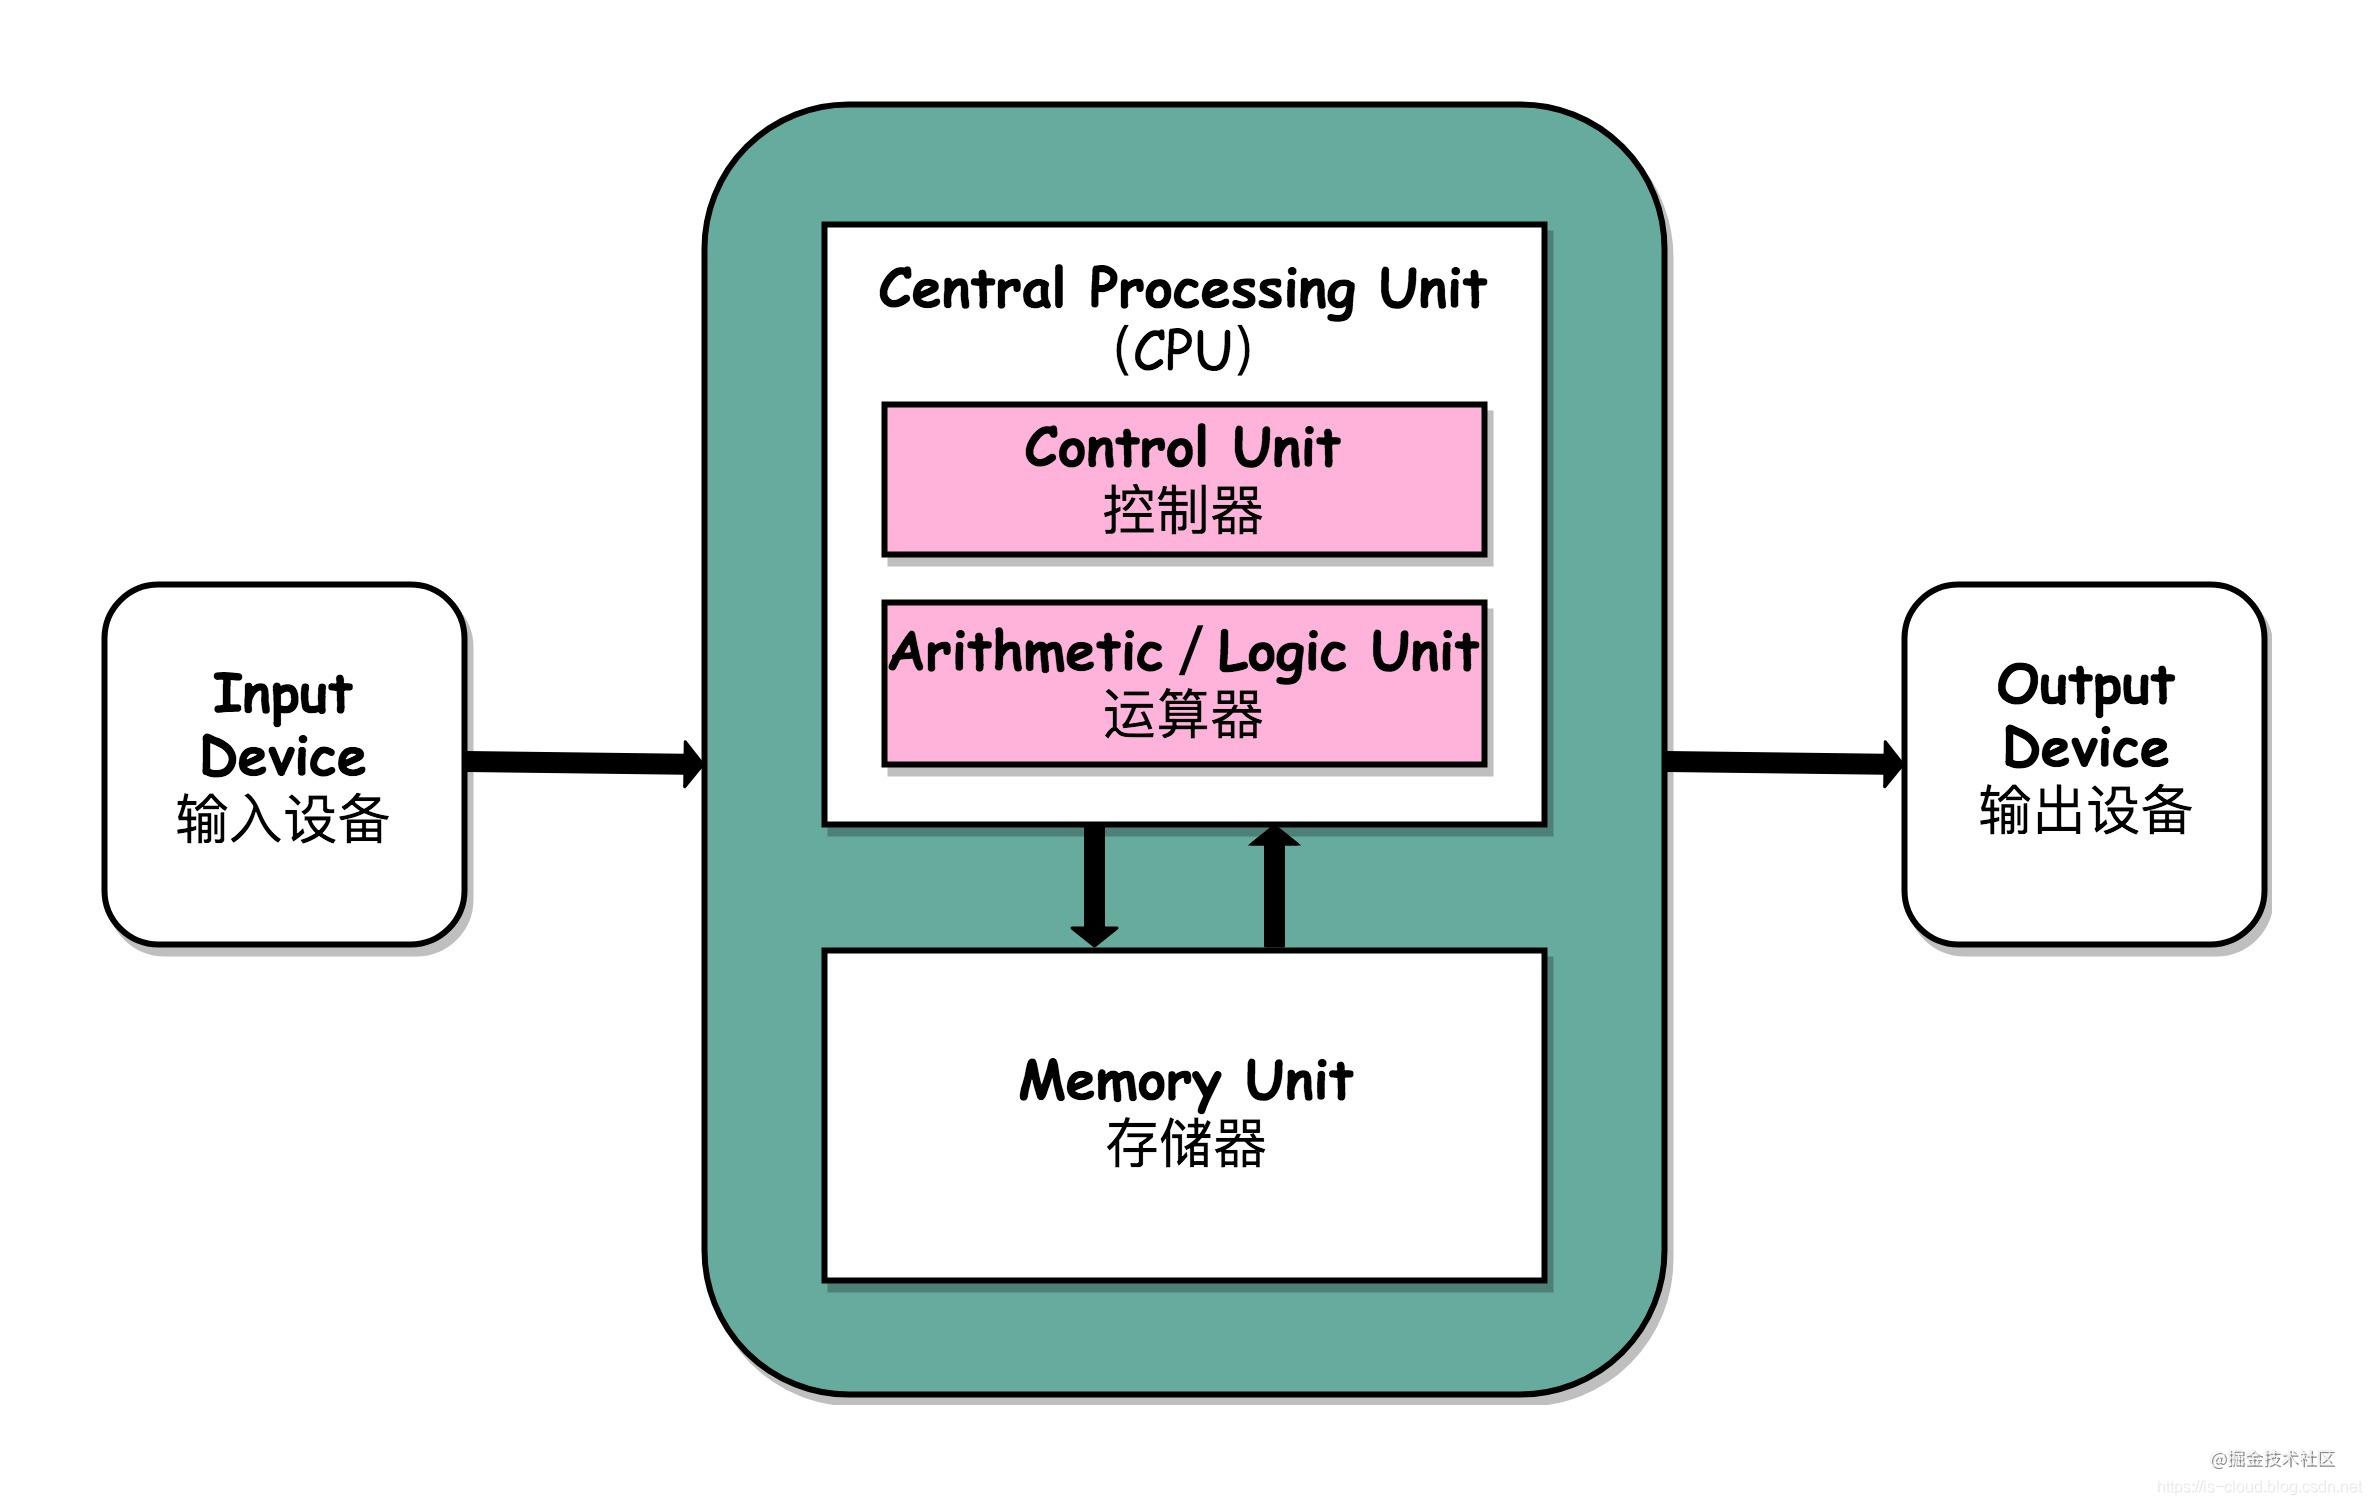 Central Processing Unit
(CPU)
Control Unit
控制器
Arithmetic / Logic Unit
运算器
Input
Device
输入设备
Output
Device
输出设备
Memory Unit
存储器
@掘金技术社区
https://is-cloud.blog.csdn.net